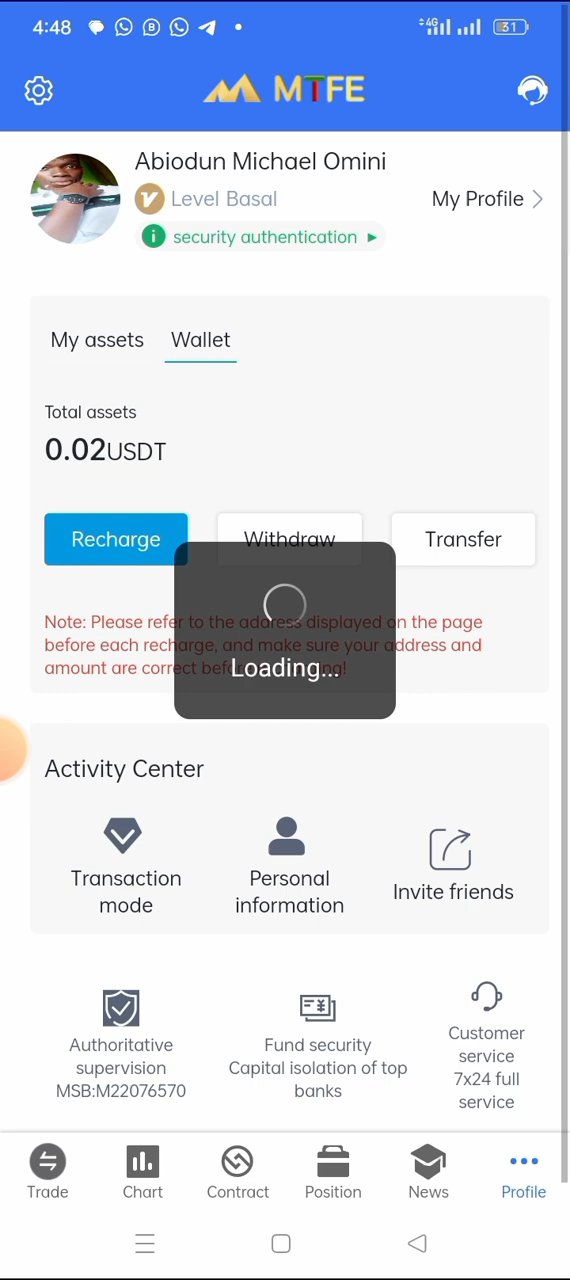 4:48
4G
31
MTFE
Abiodun Michael Omini
Level Basal
My Profile
security authentication
My assets
Wallet
Total assets
0.02USDT
Recharge
Withdraw
Transfer
Note: Please refer to the address displayed on the page
before each recharge, and make sure your address and
amount are correct before
Loading...
Activity Center
Transaction
mode
Personal
information
Invite friends
Authoritative
supervision
MSB:M22076570
Fund security
Capital isolation of top
banks
Customer
service
7x24 full
service
Trade
Chart
Contract
Position
News
Profile